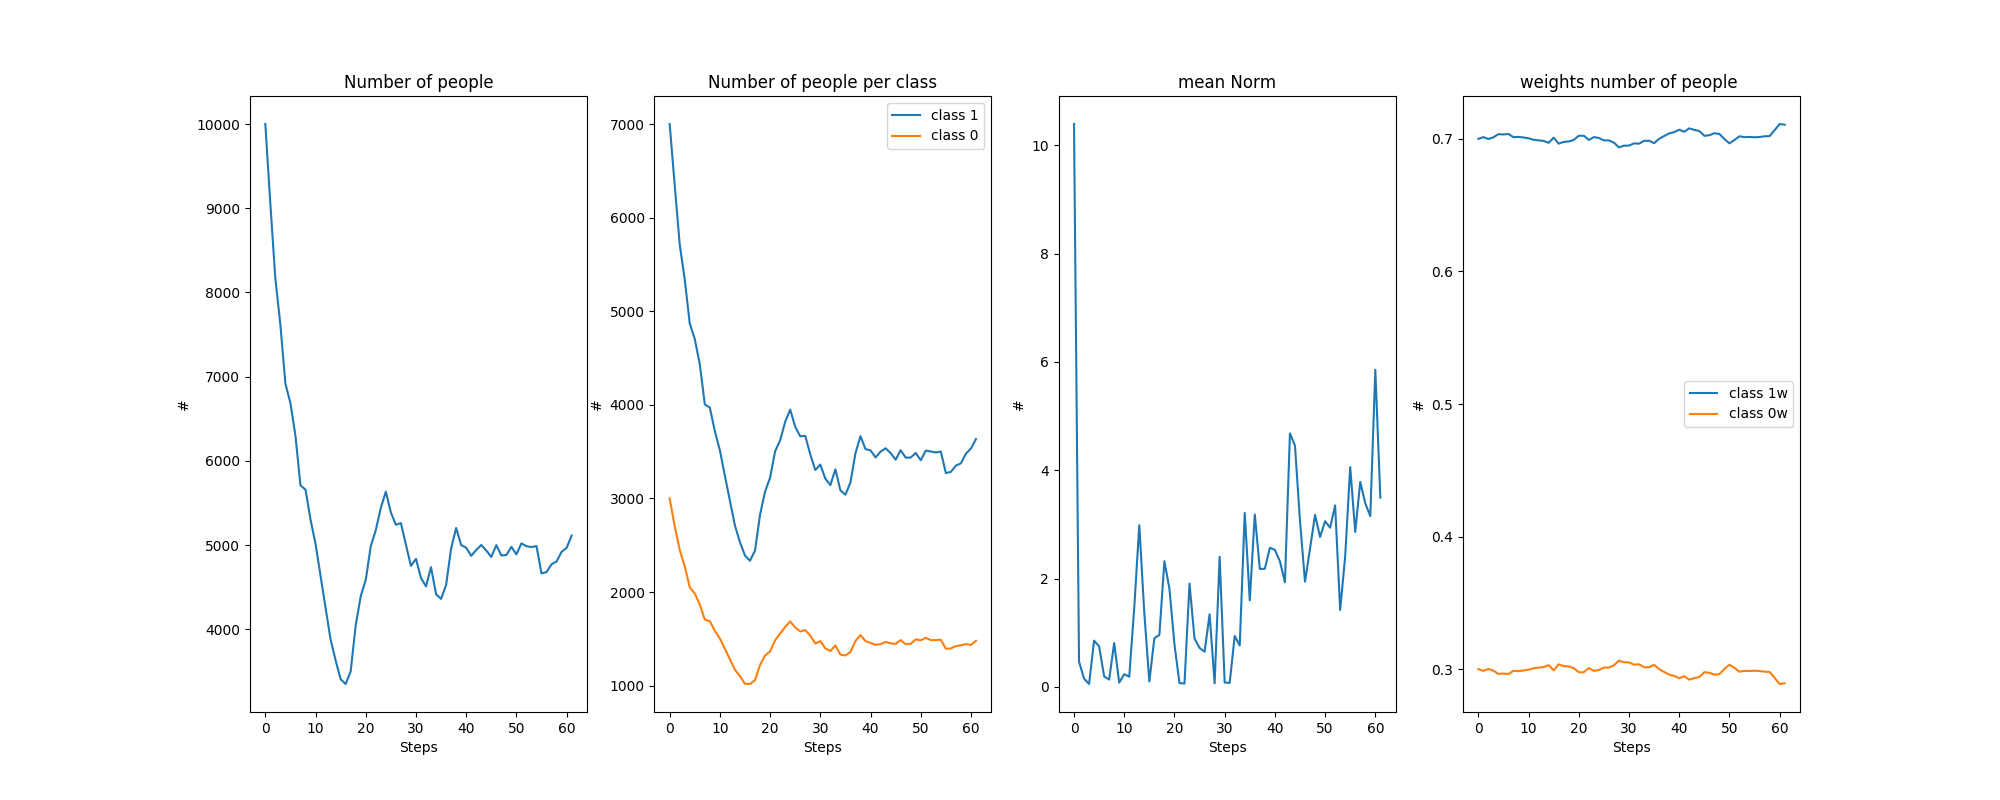 Number of people
10000
9000
8000
7000
6000
5000
4000
#
0 10 20 30 40 50 60
Steps
Number of people per class
class 1
class 0
7000
6000
5000
4000
3000
2000
1000
#
0 10 20 30 40 50 60
Steps
mean Norm
10
8
6
4
2
0
#
0 10 20 30 40 50 60
Steps
weights number of people
0.7
0.6
0.5
0.4
0.3
class 1w
class 0w
#
0 10 20 30 40 50 60
Steps